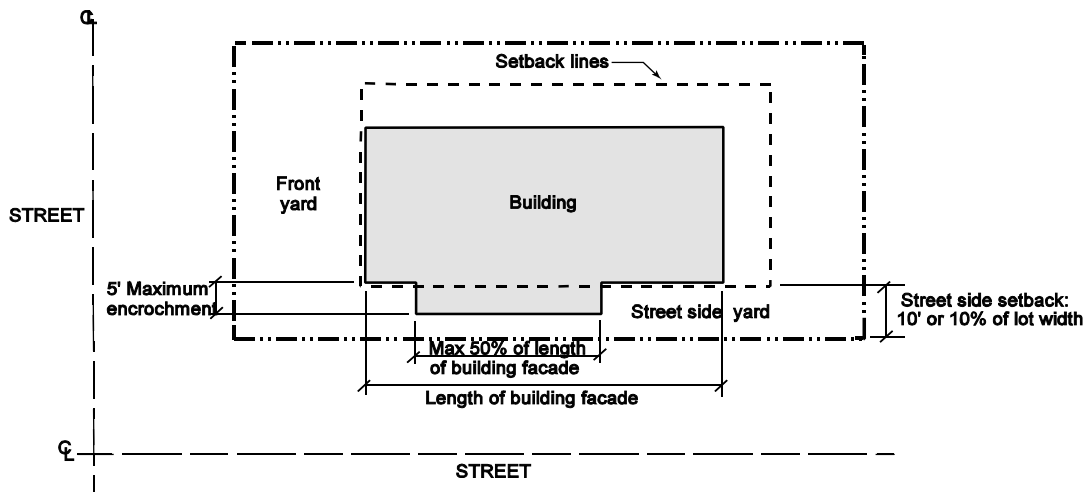 ℄
Setback lines
Front
yard
Building
STREET
5' Maximum
encrochment
Street side yard
Street side setback:
10' or 10% of lot width
Max 50% of length
of building facade
Length of building facade
℄
STREET